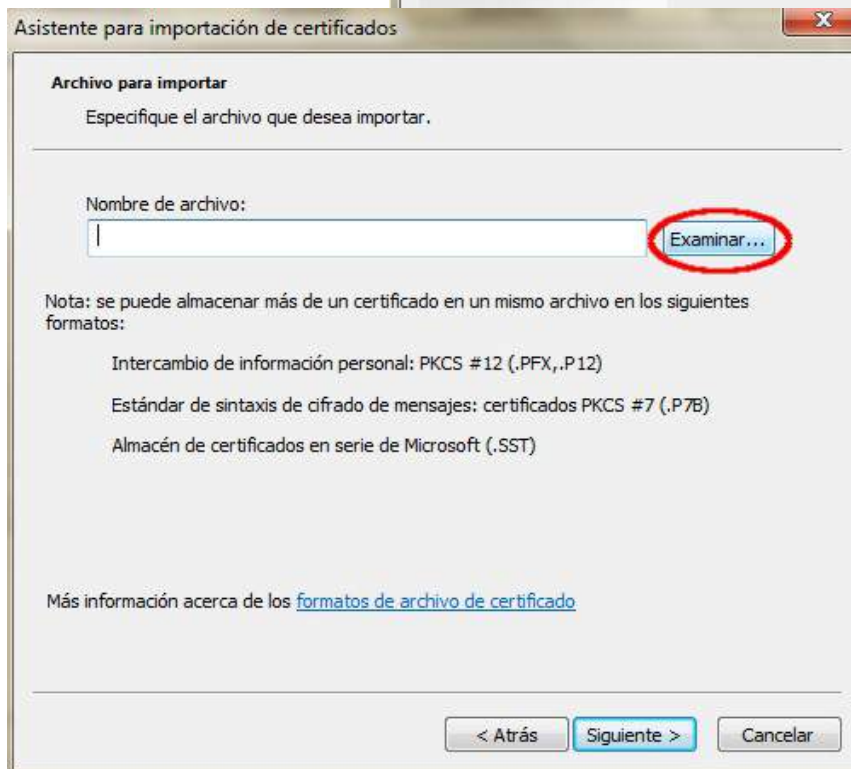 Asistente para importación de certificados
Archivo para importar
Especifique el archivo que desea importar.
Nombre de archivo:
Examinar...
Nota: se puede almacenar más de un certificado en un mismo archivo en los siguientes
formatos:
Intercambio de información personal: PKCS #12 (.PFX,.P12)
Estándar de sintaxis de cifrado de mensajes: certificados PKCS #7 (.P7B)
Almacén de certificados en serie de Microsoft (.SST)
Más información acerca de los formatos de archivo de certificado
< Atrás Siguiente > Cancelar